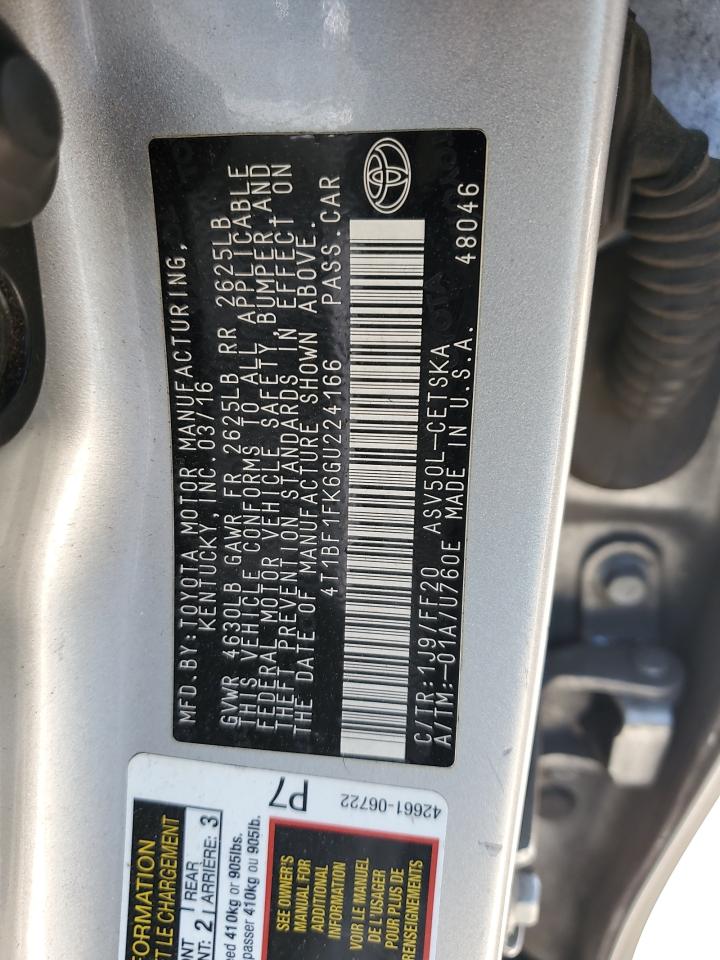 MFD.BY:TOYOTA MOTOR MANUFACTURING,
KENTUCKY, INC. 03/16
GVWR 4630LB GAWR FR 2625LB RR 2625LB
THIS VEHICLE CONFORMS TO ALL APPLICABLE
FEDERAL MOTOR VEHICLE SAFETY,BUMPER,AND
THEFT PREVENTION STANDARDS IN EFFECT ON
THE DATE OF MANUFACTURE SHOWN ABOVE.
4T1BF1FK6GU224166 PASS.CAR
C/TR:1J9/FF20 ASV50L-CETSKA 48046
A/TM:-01A/U760E MADE IN U.S.A.
P7
42661-06722
FORMATION
LE CHARGEMENT
REAR
2 ARRIÈRE: 3
410kg or 905lbs.
410kg ou 905lb.
SEE OWNER'S
MANUAL FOR
ADDITIONAL
INFORMATION
VOIR LE MANUEL
DE L'USAGER
POUR PLUS DE
RENSEIGNEMENTS